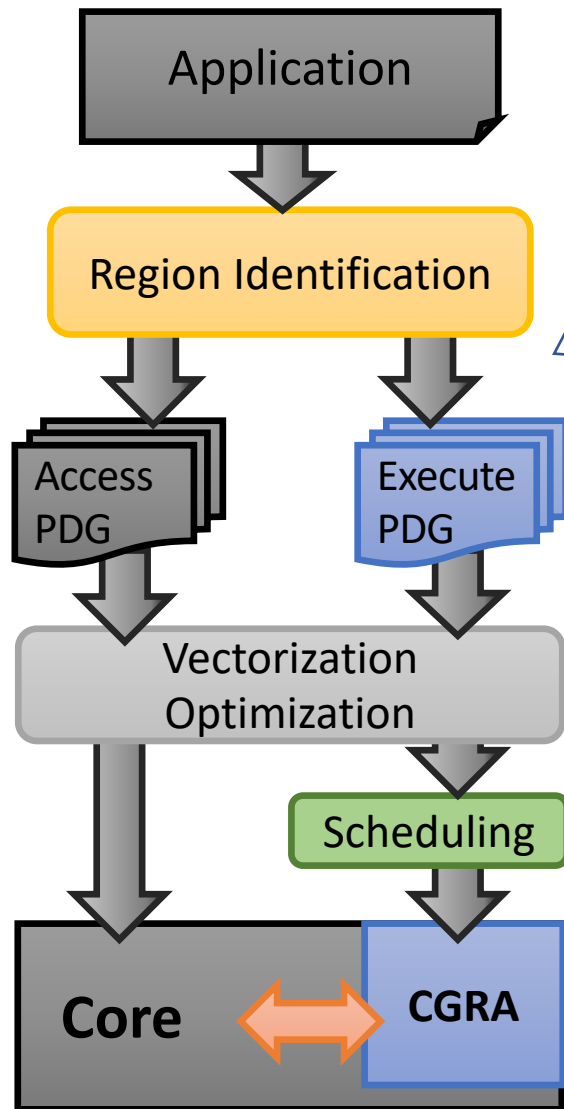 Application
Region Identification
Access
PDG
Execute
PDG
Vectorization
Optimization
Scheduling
Core
CGRA